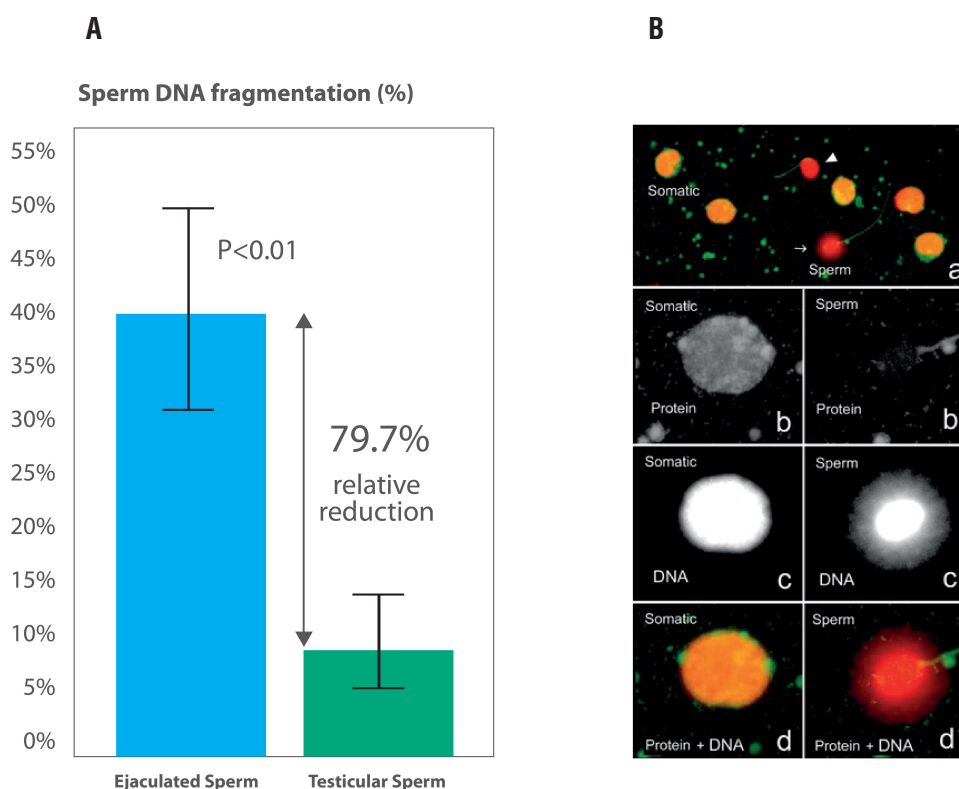 A
B
Sperm DNA fragmentation (%)
55%
50%
45%
40%
35%
30%
25%
20%
15%
10%
5%
0%
P<0.01
79.7%
relative
reduction
Ejaculated Sperm
Testicular Sperm
Somatic
Sperm
a
Somatic
Protein
b
Sperm
Protein
b
Somatic
DNA
c
Sperm
DNA
c
Somatic
Protein + DNA
d
Sperm
Protein + DNA
d